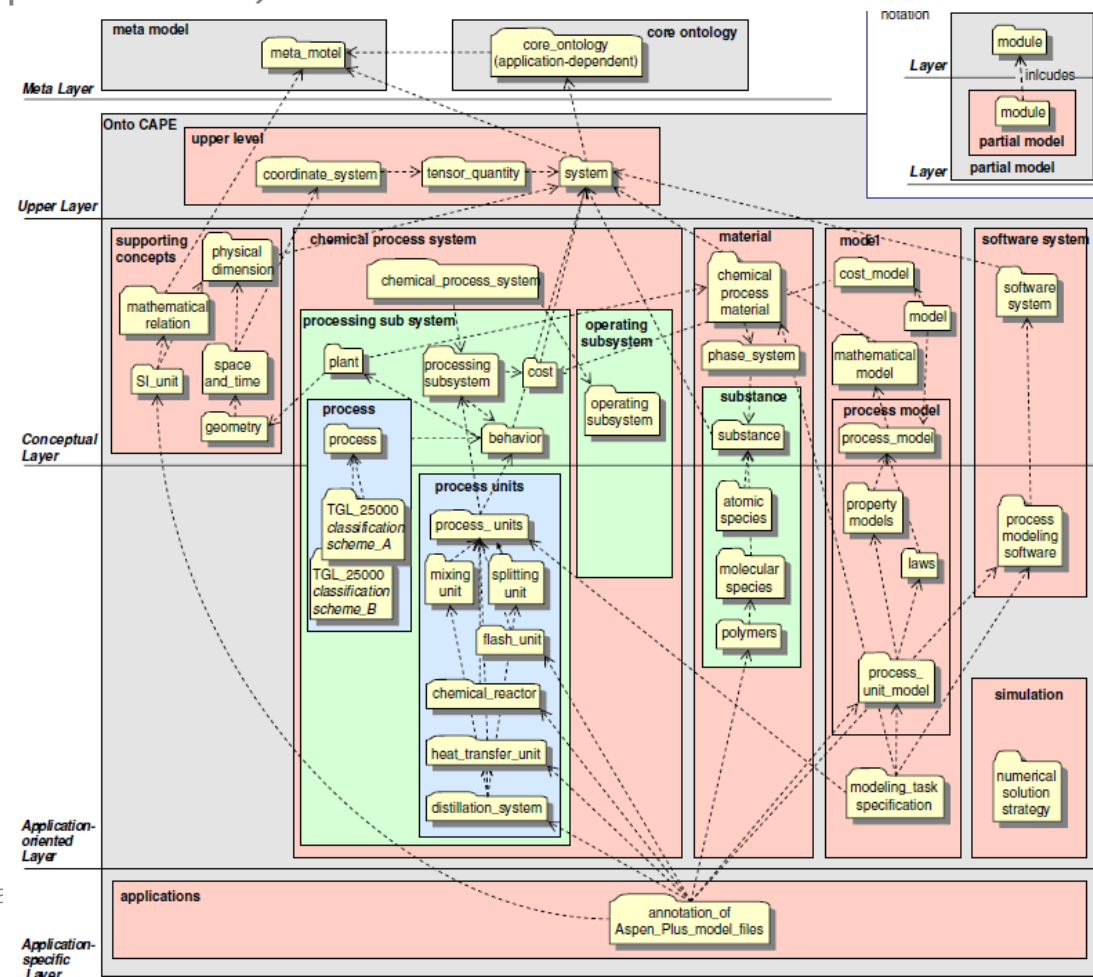 meta model
meta_motel
core_ontology
(application-dependent)
core ontology
Meta Layer
notation
module
Layer
inlcudes
module
partial model
Layer
partial model
Onto CAPE
upper level
coordinate_system
tensor_quantity
system
Upper Layer
supporting
concepts
physical
dimension
mathematical
relation
SI_unit
space
and_time
geometry
chemical process system
chemical_process_system
processing sub system
plant
processing
subsystem
cost
behavior
operating
subsystem
operating
subsystem
process
process
TGL_25000
classification
scheme_A
TGL_25000
classification
scheme_B
process units
process_ units
mixing
unit
splitting
unit
flash_unit
chemical_reactor
heat_transfer_unit
distillation_system
material
chemical
process
material
phase_system
substance
substance
atomic
species
molecular
species
polymers
model
cost_model
model
mathematical
model
process model
process_model
property
models
laws
process_
unit_model
modeling_task
specification
software system
software
system
process
modeling
software
simulation
numerical
solution
strategy
Conceptual
Layer
Application-
oriented
Layer
applications
annotation_of
Aspen_Plus_model_files
Application-
specific
Layer